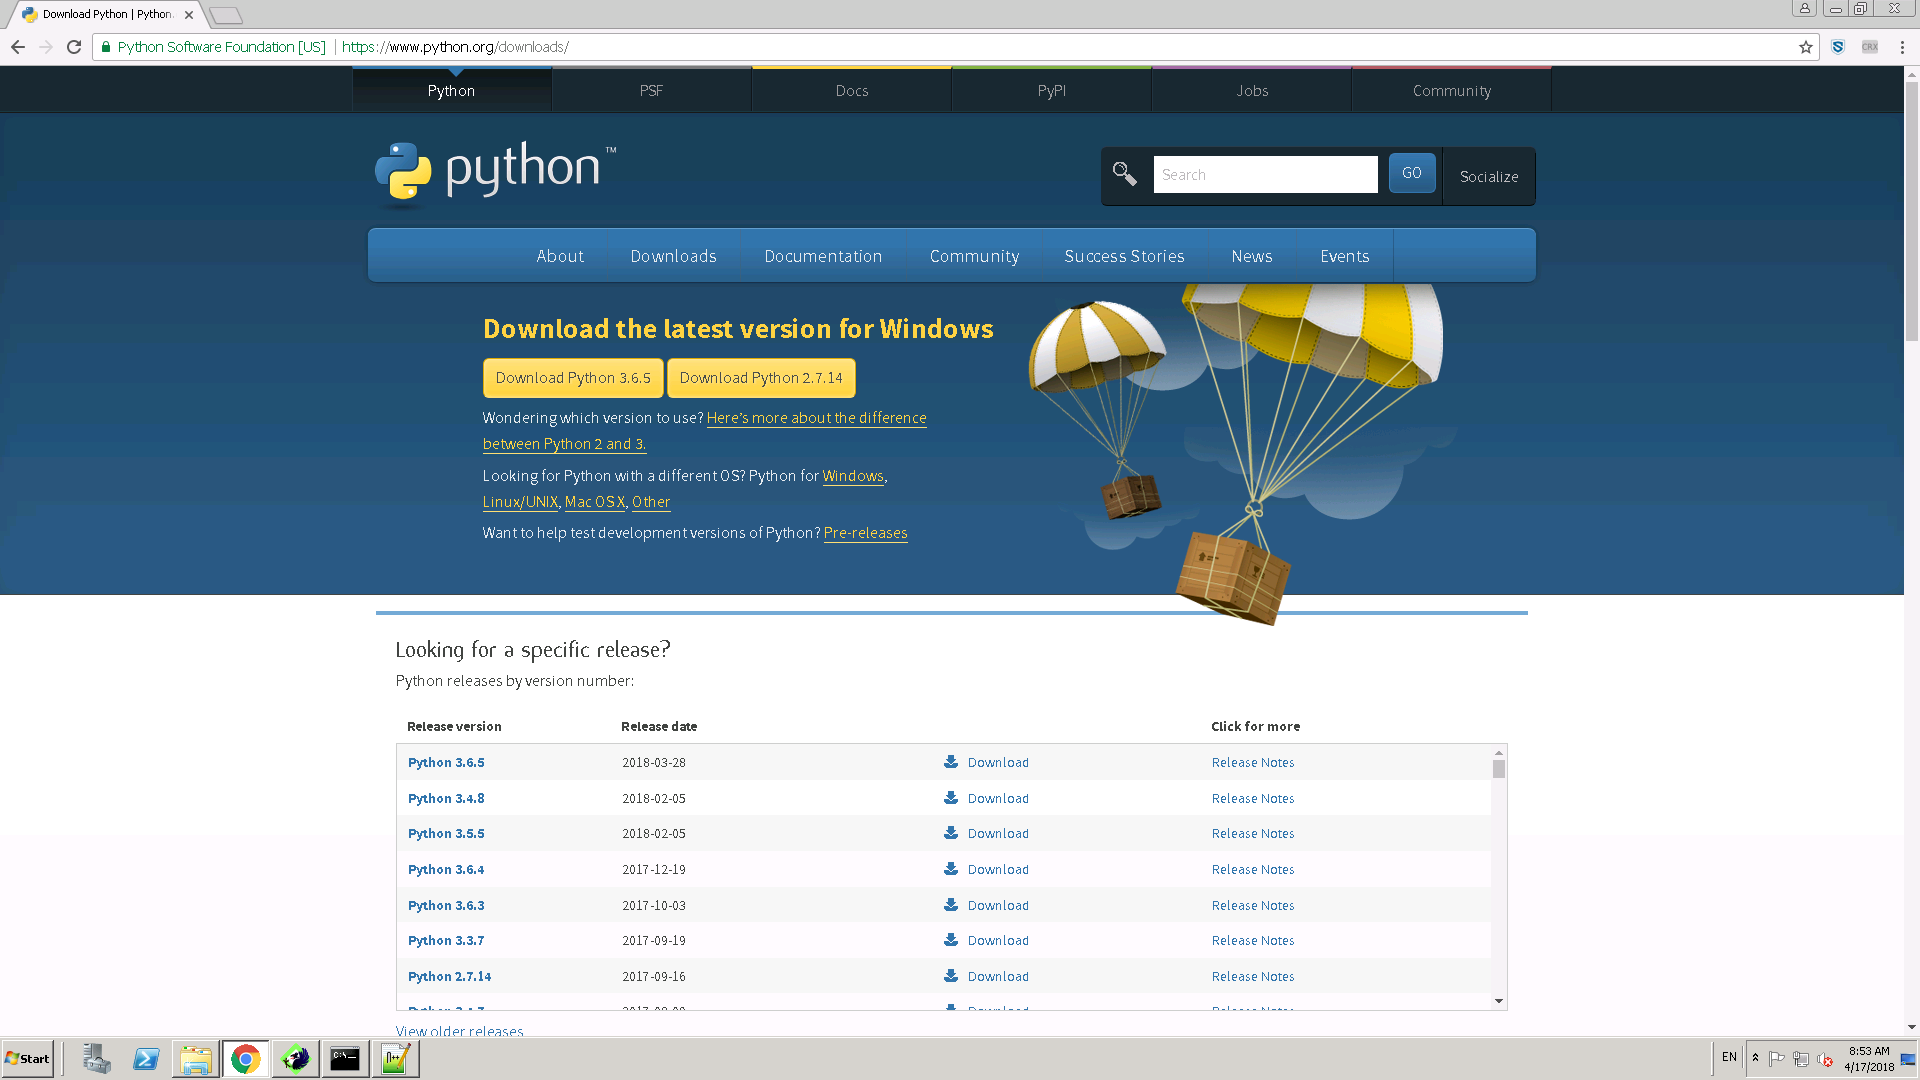 Download Python | Python.
Python Software Foundation [US] https://www.python.org/downloads/
CRX
Python PSF Docs PyPI Jobs Community
python™
Search GO Socialize
About Downloads Documentation Community Success Stories News Events
Download the latest version for Windows
Download Python 3.6.5 Download Python 2.7.14
Wondering which version to use? Here's more about the difference
between Python 2 and 3.
Looking for Python with a different OS? Python for Windows,
Linux/UNIX, Mac OS X, Other
Want to help test development versions of Python? Pre-releases
Looking for a specific release?
Python releases by version number:
Release version Release date Click for more
Python 3.6.5 2018-03-28 Download Release Notes
Python 3.4.8 2018-02-05 Download Release Notes
Python 3.5.5 2018-02-05 Download Release Notes
Python 3.6.4 2017-12-19 Download Release Notes
Python 3.6.3 2017-10-03 Download Release Notes
Python 3.3.7 2017-09-19 Download Release Notes
Python 2.7.14 2017-09-16 Download Release Notes
View older releases
Start EN 8:53 AM
4/17/2018